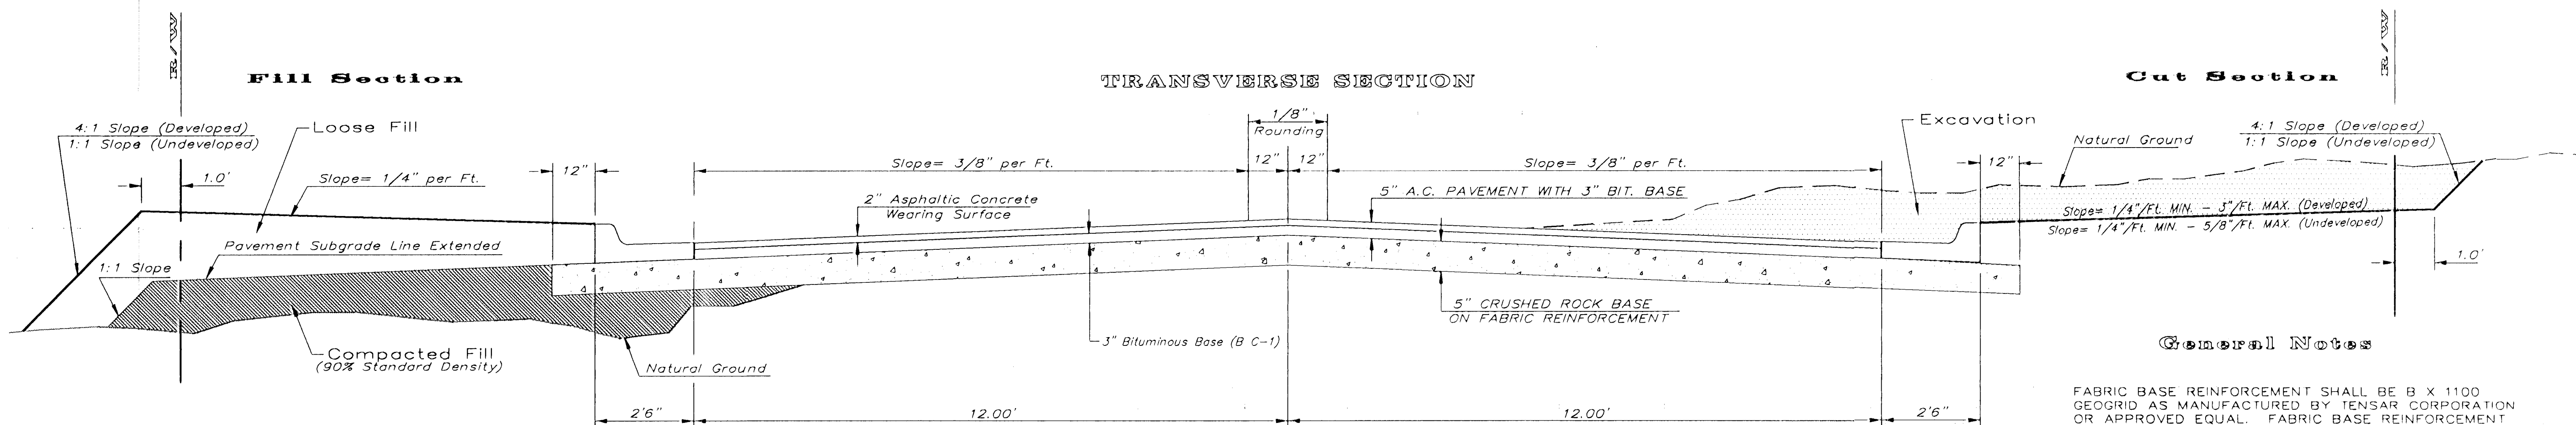 R/W
R/W
Fill Section
TRANSVERSE SECTION
Cut Section
4:1 Slope (Developed)
1:1 Slope (Undeveloped)
Loose Fill
1/8"
Rounding
Excavation
Natural Ground
4:1 Slope (Developed)
1:1 Slope (Undeveloped)
1.0'
Slope= 1/4" per Ft.
12"
Slope= 3/8" per Ft.
12"
12"
Slope= 3/8" per Ft.
12"
2" Asphaltic Concrete
Wearing Surface
5" A.C. PAVEMENT WITH 3" BIT. BASE
Slope= 1/4"/Ft. MIN. - 3"/Ft. MAX. (Developed)
Slope= 1/4"/Ft. MIN. - 5/8"/Ft. MAX. (Undeveloped)
Pavement Subgrade Line Extended
1:1 Slope
1.0'
5" CRUSHED ROCK BASE
ON FABRIC REINFORCEMENT
3" Bituminous Base (B C-1)
Compacted Fill
(90% Standard Density)
Natural Ground
General Notes
2'6"
12.00'
12.00'
2'6"
FABRIC BASE REINFORCEMENT SHALL BE B X 1100
GEOGRID AS MANUFACTURED BY TENSAR CORPORATION
OR APPROVED EQUAL. FABRIC BASE REINFORCEMENT